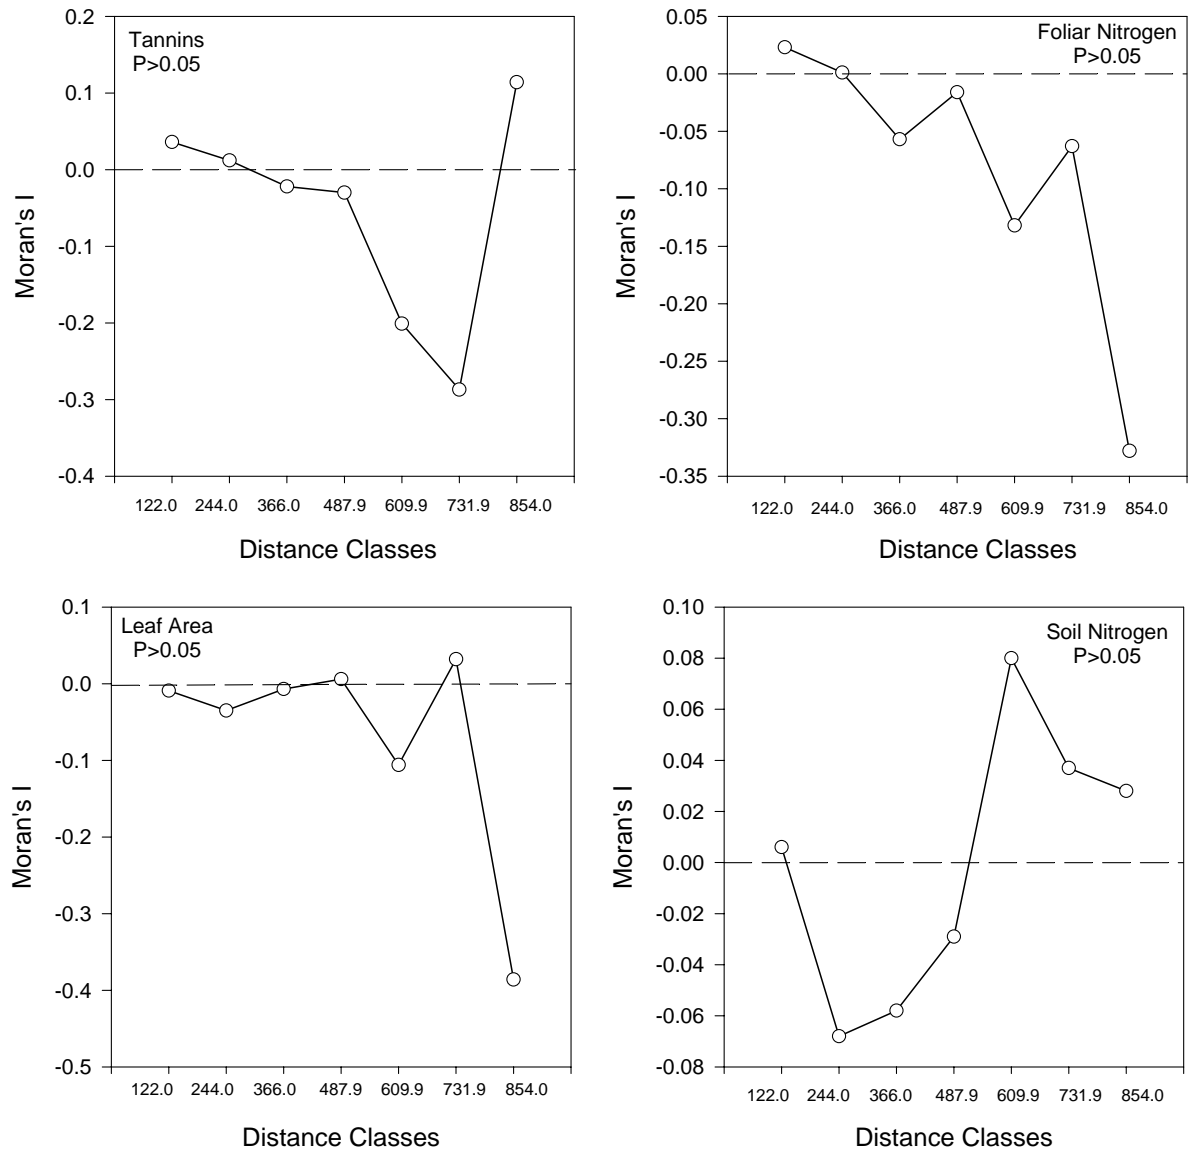 Tannins
P>0.05
0.2
0.1
0.0
-0.1
-0.2
-0.3
-0.4
Moran's I
122.0 244.0 366.0 487.9 609.9 731.9 854.0
Distance Classes
Foliar Nitrogen
P>0.05
0.05
0.00
-0.05
-0.10
-0.15
-0.20
-0.25
-0.30
-0.35
Moran's I
122.0 244.0 366.0 487.9 609.9 731.9 854.0
Distance Classes
Leaf Area
P>0.05
0.1
0.0
-0.1
-0.2
-0.3
-0.4
-0.5
Moran's I
122.0 244.0 366.0 487.9 609.9 731.9 854.0
Distance Classes
Soil Nitrogen
P>0.05
0.10
0.08
0.06
0.04
0.02
0.00
-0.02
-0.04
-0.06
-0.08
Moran's I
122.0 244.0 366.0 487.9 609.9 731.9 854.0
Distance Classes